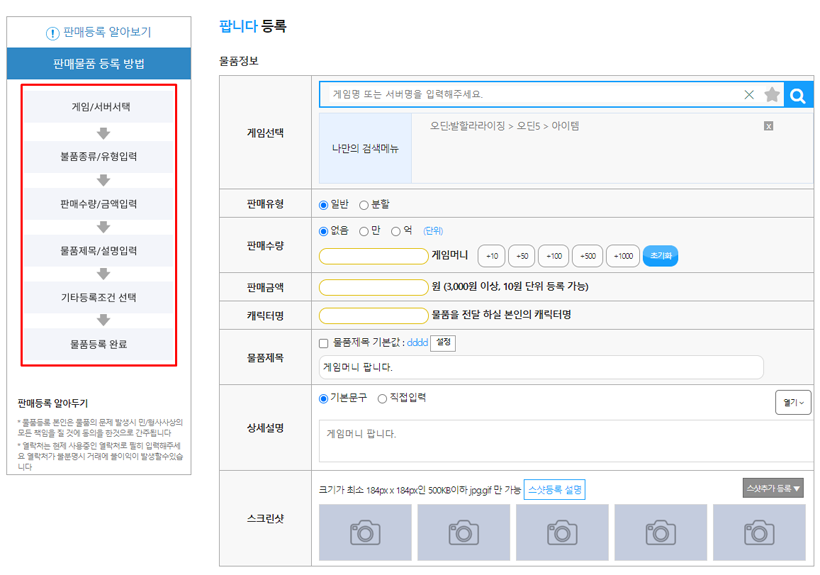 판매등록 알아보기
판매물품 등록 방법
게임/서버선택
물품종류/유형입력
판매수량/금액입력
물품제목/설명입력
기타등록조건 선택
물품등록 완료
판매등록 알아두기
* 물품등록 본인은 물품의 문제 발생시 민/형사상의
모든 책임을 질 것에 동의를 한것으로 간주됩니다
* 연락처는 현재 사용중인 연락처로 필히 입력해주세
요 연락처가 불분명시 거래에 불이익이 발생할수있습
니다
팝니다 등록
물품정보
게임선택
게임명 또는 서버명을 입력해주세요.
나만의 검색메뉴
오딘:발할라라이징 > 오딘5 > 아이템
x
판매유형
일반 분할
판매수량
없음 만 억 (단위)
게임머니 +10 +50 +100 +500 +1000 초기화
판매금액
원 (3,000원 이상, 10원 단위 등록 가능)
캐릭터명
물품을 전달 하실 본인의 캐릭터명
물품제목
물품제목 기본값 : dddd 설정
게임머니 팝니다.
상세설명
기본문구 직접입력
열기
게임머니 팝니다.
스크린샷
크기가 최소 184px x 184px인 500KB이하 jpg,gif 만 가능 스샷등록 설명
스샷추가 등록 ▼